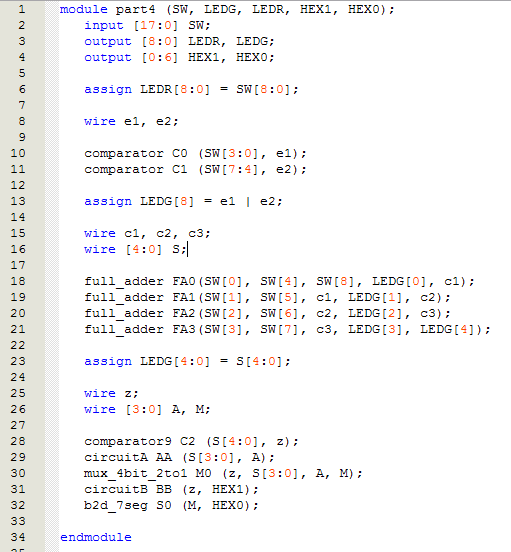 1 module part4 (SW, LEDG, LEDR, HEX1, HEX0);
2 input [17:0] SW;
3 output [8:0] LEDR, LEDG;
4 output [0:6] HEX1, HEX0;
5
6 assign LEDR[8:0] = SW[8:0];
7
8 wire e1, e2;
9
10 comparator C0 (SW[3:0], e1);
11 comparator C1 (SW[7:4], e2);
12
13 assign LEDG[8] = e1 | e2;
14
15 wire c1, c2, c3;
16 wire [4:0] S;
17
18 full_adder FA0(SW[0], SW[4], SW[8], LEDG[0], c1);
19 full_adder FA1(SW[1], SW[5], c1, LEDG[1], c2);
20 full_adder FA2(SW[2], SW[6], c2, LEDG[2], c3);
21 full_adder FA3(SW[3], SW[7], c3, LEDG[3], LEDG[4]);
22
23 assign LEDG[4:0] = S[4:0];
24
25 wire z;
26 wire [3:0] A, M;
27
28 comparator9 C2 (S[4:0], z);
29 circuitA AA (S[3:0], A);
30 mux_4bit_2to1 M0 (z, S[3:0], A, M);
31 circuitB BB (z, HEX1);
32 b2d_7seg S0 (M, HEX0);
33
34 endmodule